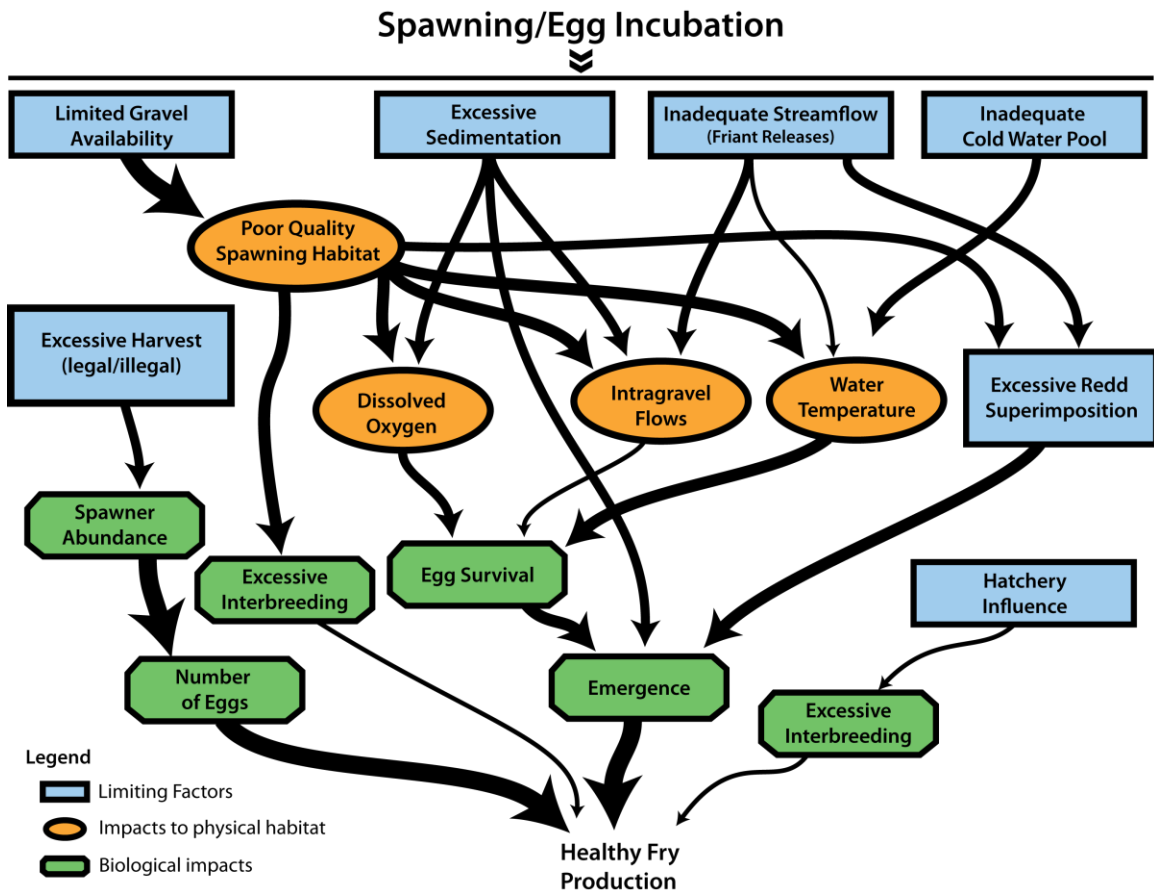 Spawning/Egg Incubation
Limited Gravel
Availability
Excessive
Sedimentation
Inadequate Streamflow
(Friant Releases)
Inadequate
Cold Water Pool
Poor Quality
Spawning Habitat
Excessive Harvest
(legal/illegal)
Dissolved
Oxygen
Intragravel
Flows
Water
Temperature
Excessive Redd
Superimposition
Spawner
Abundance
Excessive
Interbreeding
Egg Survival
Hatchery
Influence
Number
of Eggs
Emergence
Excessive
Interbreeding
Legend
Limiting Factors
Impacts to physical habitat
Biological impacts
Healthy Fry
Production